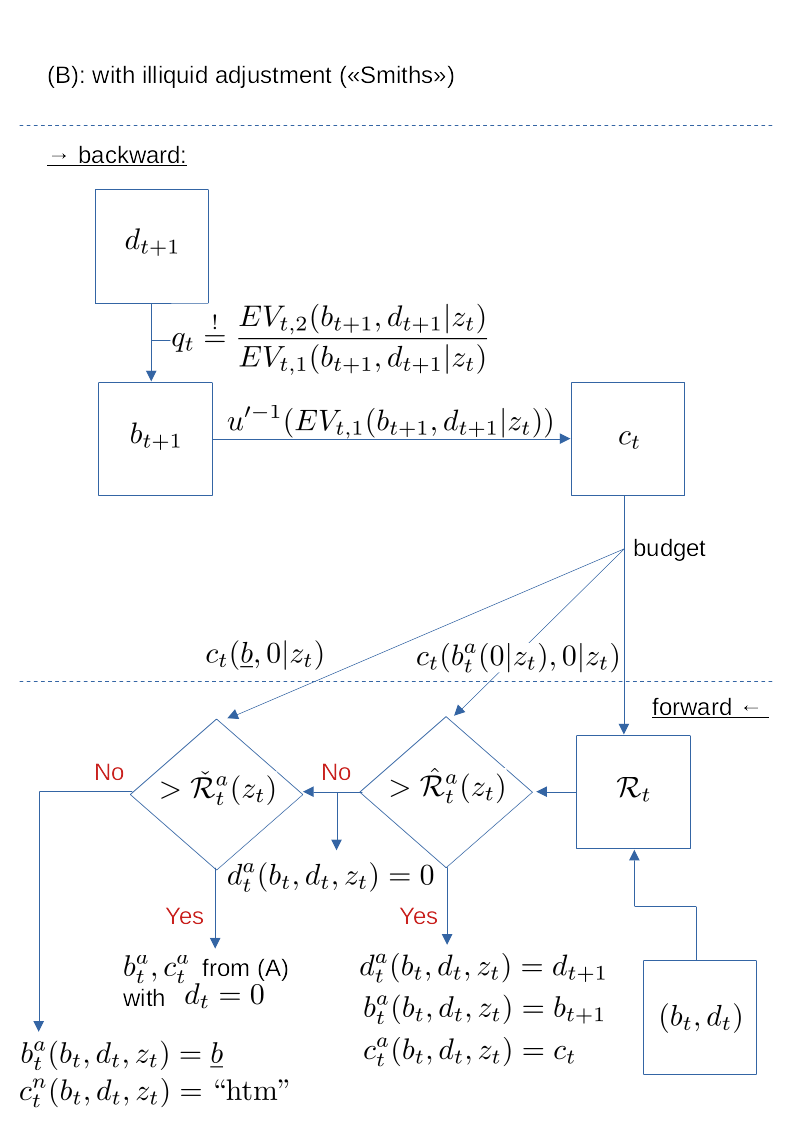 (B): with illiquid adjustment («Smiths»)
→ backward:
d_{t+1}
q_t \overset{!}{=} \frac{EV_{t,2}(b_{t+1}, d_{t+1}|z_t)}{EV_{t,1}(b_{t+1}, d_{t+1}|z_t)}
b_{t+1}
u'^{-1}(EV_{t,1}(b_{t+1}, d_{t+1}|z_t))
c_t
budget
c_t(\underline{b}, 0|z_t)
c_t(b_t^a(0|z_t), 0|z_t)
forward ←
No
> \check{\mathcal{R}}_t^a(z_t)
No
> \hat{\mathcal{R}}_t^a(z_t)
\mathcal{R}_t
d_t^a(b_t, d_t, z_t) = 0
Yes
Yes
b_t^a, c_t^a from (A)
with d_t = 0
d_t^a(b_t, d_t, z_t) = d_{t+1}
b_t^a(b_t, d_t, z_t) = b_{t+1}
c_t^a(b_t, d_t, z_t) = c_t
(b_t, d_t)
b_t^a(b_t, d_t, z_t) = \underline{b}
c_t^n(b_t, d_t, z_t) = “htm”